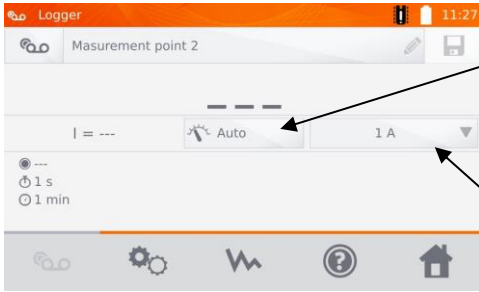 Logger 11:27
Masurement point 2
---
I = --- Auto 1 A
---
1 s
1 min
?